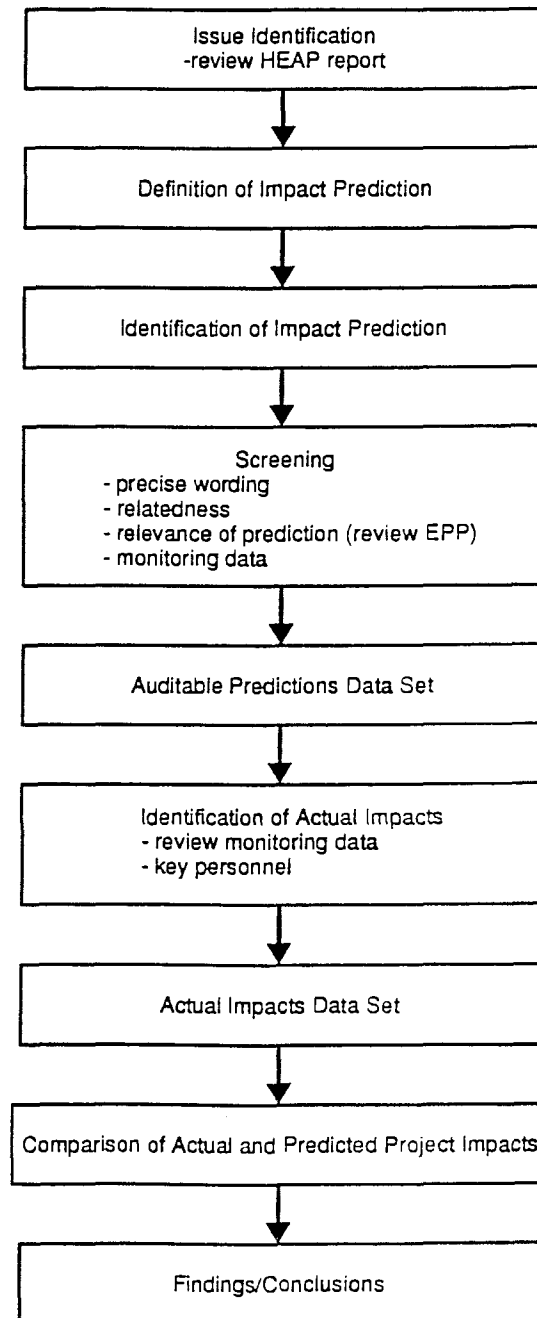 Issue Identification
-review HEAP report
Definition of Impact Prediction
Identification of Impact Prediction
Screening
- precise wording
- relatedness
- relevance of prediction (review EPP)
- monitoring data
Auditable Predictions Data Set
Identification of Actual Impacts
- review monitoring data
- key personnel
Actual Impacts Data Set
Comparison of Actual and Predicted Project Impacts
Findings/Conclusions